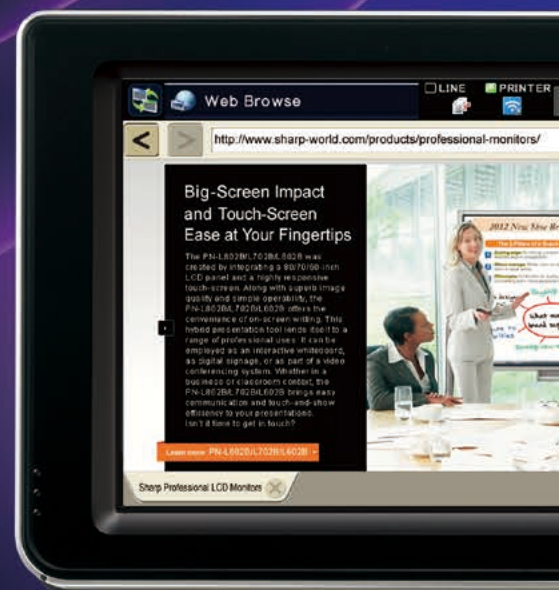 Web Browse
LINE
PRINTER
<
>
http://www.sharp-world.com/products/professional-monitors/
Big-Screen Impact
and Touch-Screen
Ease at Your Fingertips
The PN-L802B/L702B/L602B was
created by integrating a 80/70/60-inch
LCD panel and a highly responsive
touch-screen. Along with superb image
quality and simple operability, the
PN-L802B/L702B/L602B offers the
convenience of on-screen writing. This
hybrid presentation tool lends itself to a
range of professional uses. It can be
employed as an interactive whiteboard,
as digital signage, or as part of a video
conferencing system. Whether in a
business or classroom context, the
PN-L802B/L702B/L602B brings easy
communication and touch-and-show
efficiency to your presentations.
Isn't it time to get in touch?
Learn more PN-L802B/L702B/L602B
2012 New
Sharp Professional LCD Monitors